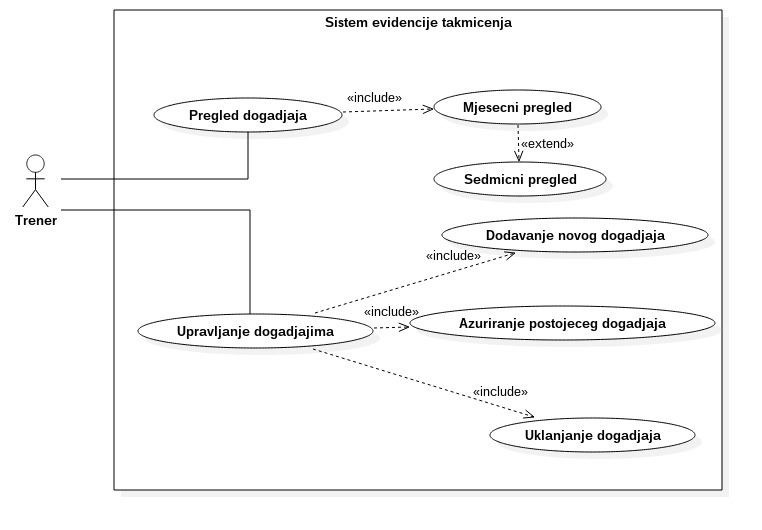 Sistem evidencije takmicenja
Pregled dogadjaja
«include»
Mjesecni pregled
«extend»
Sedmicni pregled
Trener
Dodavanje novog dogadjaja
«include»
Upravljanje dogadjajima
«include»
Azuriranje postojeceg dogadjaja
«include»
Uklanjanje dogadjaja